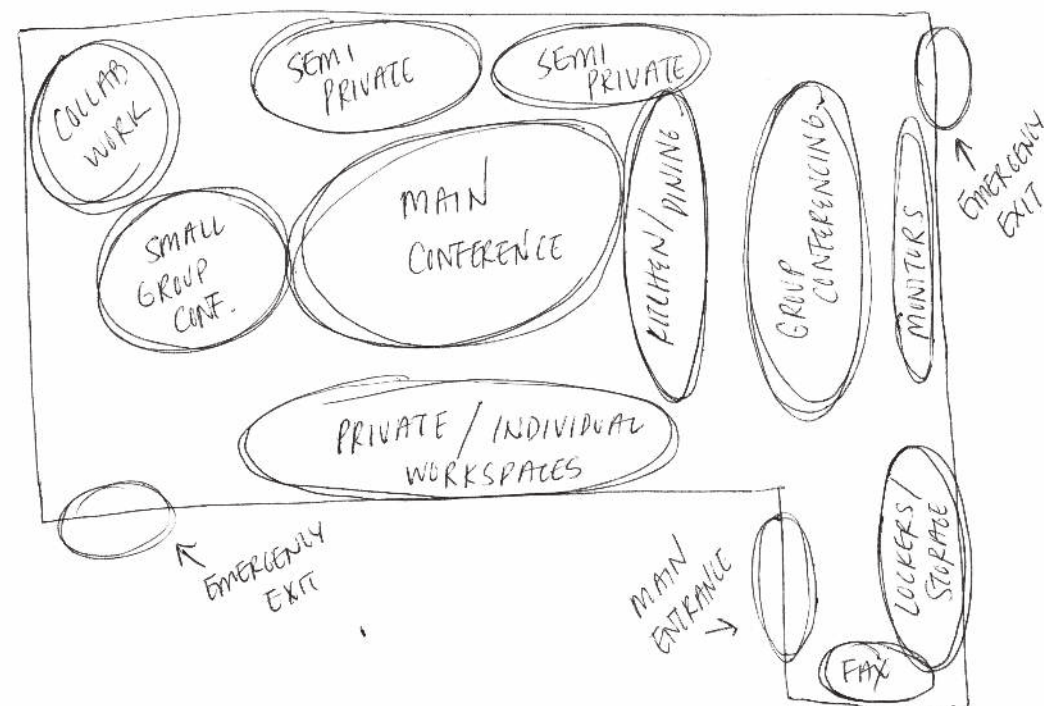 COLLAB
WORK
SEMI
PRIVATE
SEMI
PRIVATE
EMERGENCY
EXIT
SMALL
GROUP
CONF.
MAIN
CONFERENCE
KITCHEN/DINING
GROUP
CONFERENCING
MONITORS
PRIVATE / INDIVIDUAL
WORKSPACES
EMERGENCY
EXIT
MAIN
ENTRANCE
LOCKERS/
STORAGE
FAX